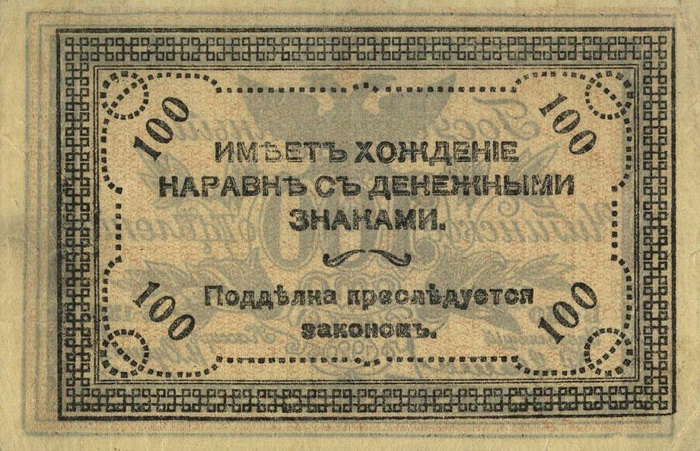 100 100
ИМѢЕТЪ ХОЖДЕНІЕ
НАРАВНѢ СЪ ДЕНЕЖНЫМИ
ЗНАКАМИ.
Поддѣлка преслѣдуется
закономъ.
100 100